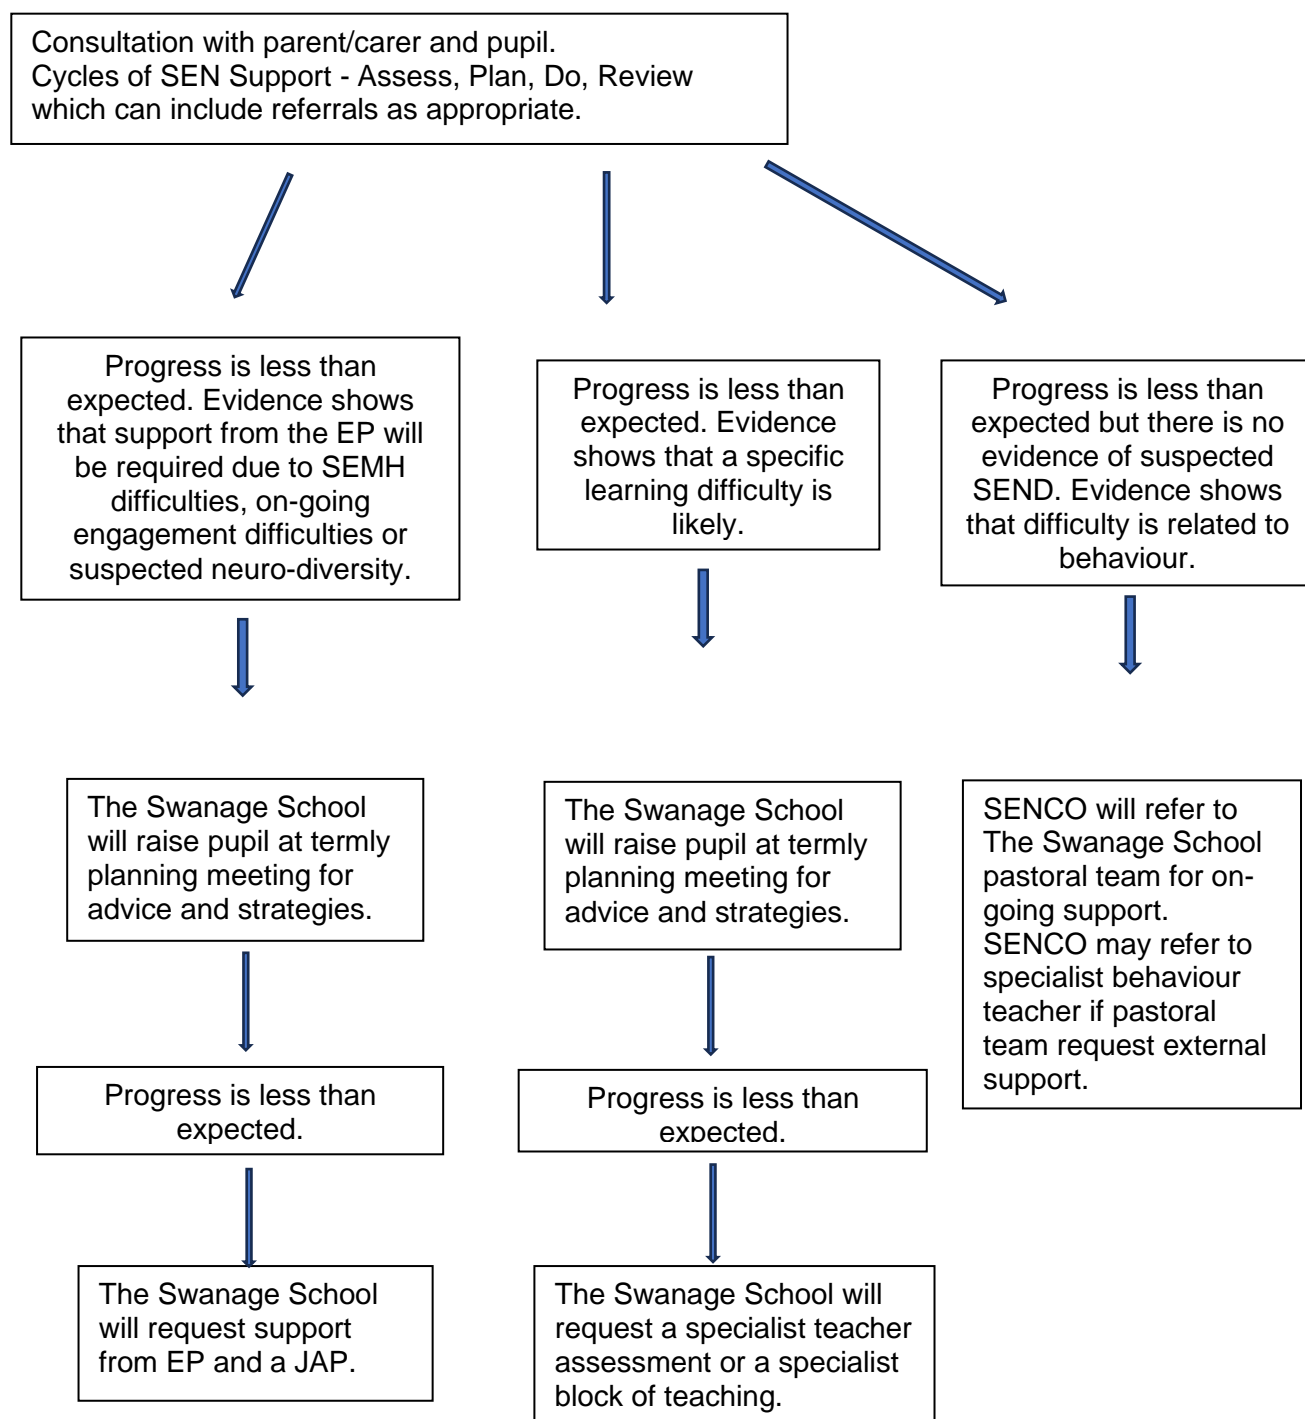 Consultation with parent/carer and pupil.
Cycles of SEN Support - Assess, Plan, Do, Review
which can include referrals as appropriate.
Progress is less than
expected. Evidence shows
that support from the EP will
be required due to SEMH
difficulties, on-going
engagement difficulties or
suspected neuro-diversity.
Progress is less than
expected. Evidence
shows that a specific
learning difficulty is
likely.
Progress is less than
expected but there is no
evidence of suspected
SEND. Evidence shows
that difficulty is related to
behaviour.
The Swanage School
will raise pupil at termly
planning meeting for
advice and strategies.
The Swanage School
will raise pupil at termly
planning meeting for
advice and strategies.
SENCO will refer to
The Swanage School
pastoral team for on-
going support.
SENCO may refer to
specialist behaviour
teacher if pastoral
team request external
support.
Progress is less than
expected.
Progress is less than
expected.
The Swanage School
will request support
from EP and a JAP.
The Swanage School will
request a specialist teacher
assessment or a specialist
block of teaching.